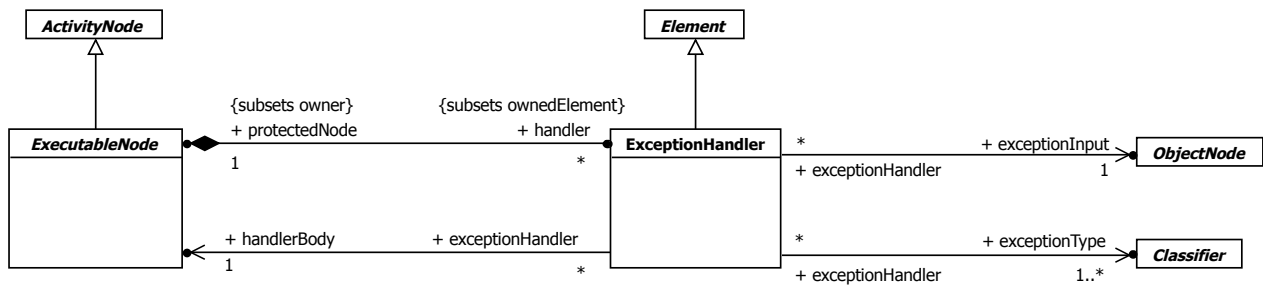 ActivityNode
Element
{subsets owner}
{subsets ownedElement}
+ protectedNode
+ handler
1
*
ExecutableNode
ExceptionHandler
*
+ exceptionInput
+ exceptionHandler
1
ObjectNode
+ handlerBody
+ exceptionHandler
1
*
*
+ exceptionType
+ exceptionHandler
1..*
Classifier